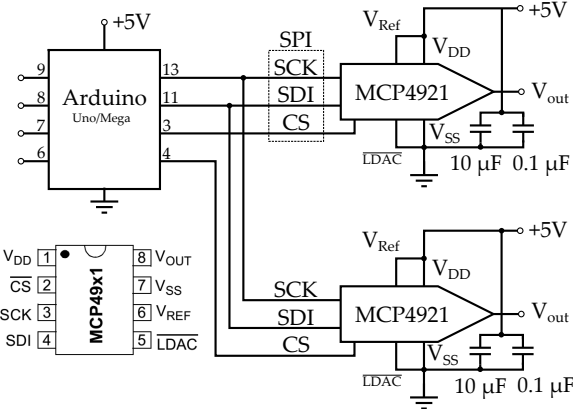 +5V
+5V
V_Ref
V_DD
SPI
9 13 SCK
Arduino
8 11 SDI MCP4921 V_out
Uno/Mega
7 3 CS
V_SS
6 4
LDAC
10 µF 0.1 µF
+5V
V_Ref
V_DD
V_DD 1 8 V_OUT
CS 2 7 V_SS
SCK 3 6 V_REF
SDI 4 5 LDAC
MCP49x1
SCK
SDI MCP4921 V_out
CS
V_SS
LDAC
10 µF 0.1 µF